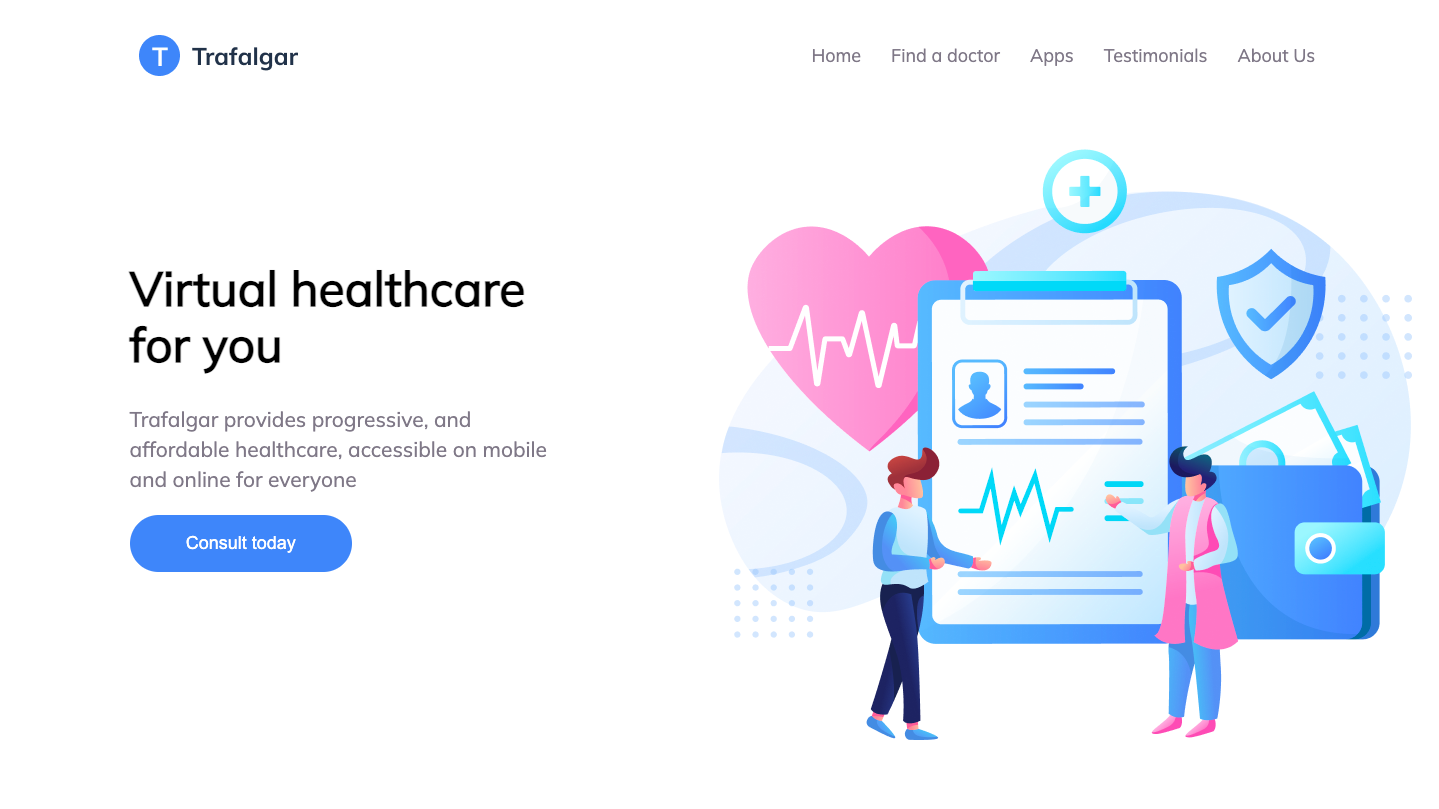 T Trafalgar
Home Find a doctor Apps Testimonials About Us
Virtual healthcare
for you
Trafalgar provides progressive, and
affordable healthcare, accessible on mobile
and online for everyone
Consult today